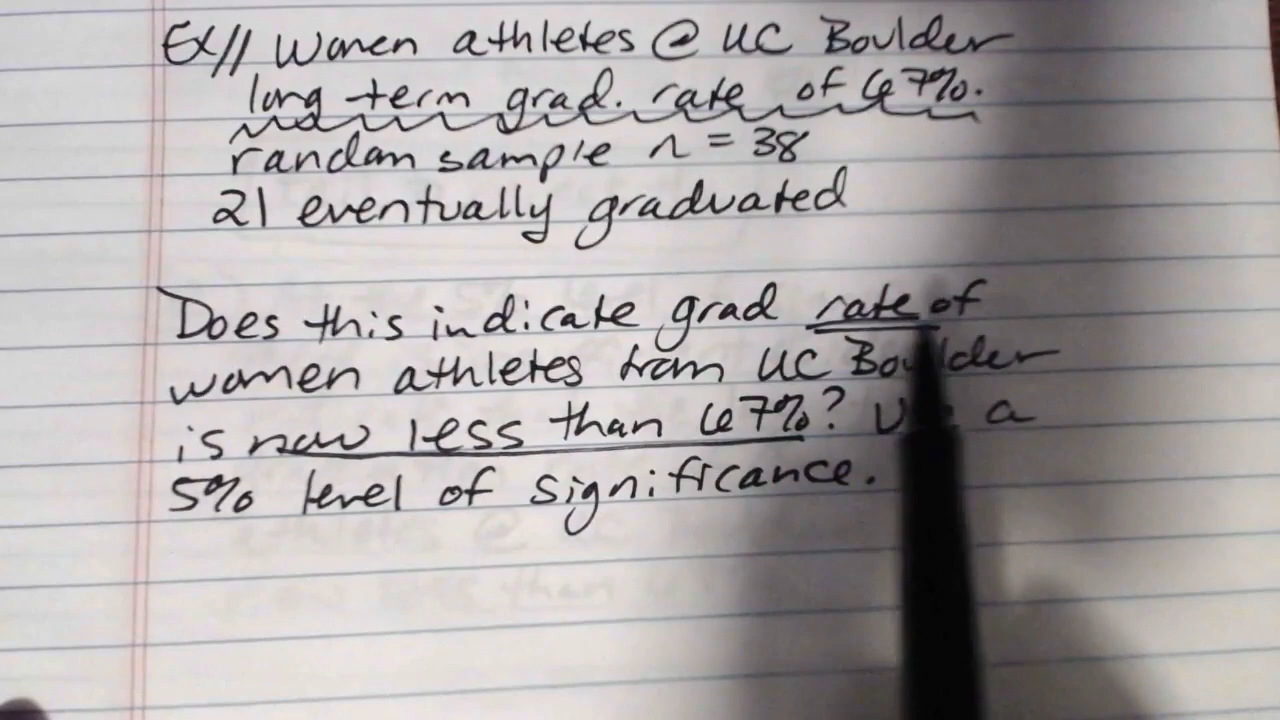 Ex// Women athletes @ UC Boulder
long term grad. rate of 67%.
random sample n = 38
21 eventually graduated
Does this indicate grad rate of
women athletes from UC Boulder
is now less than 67%? a
5% level of significance.